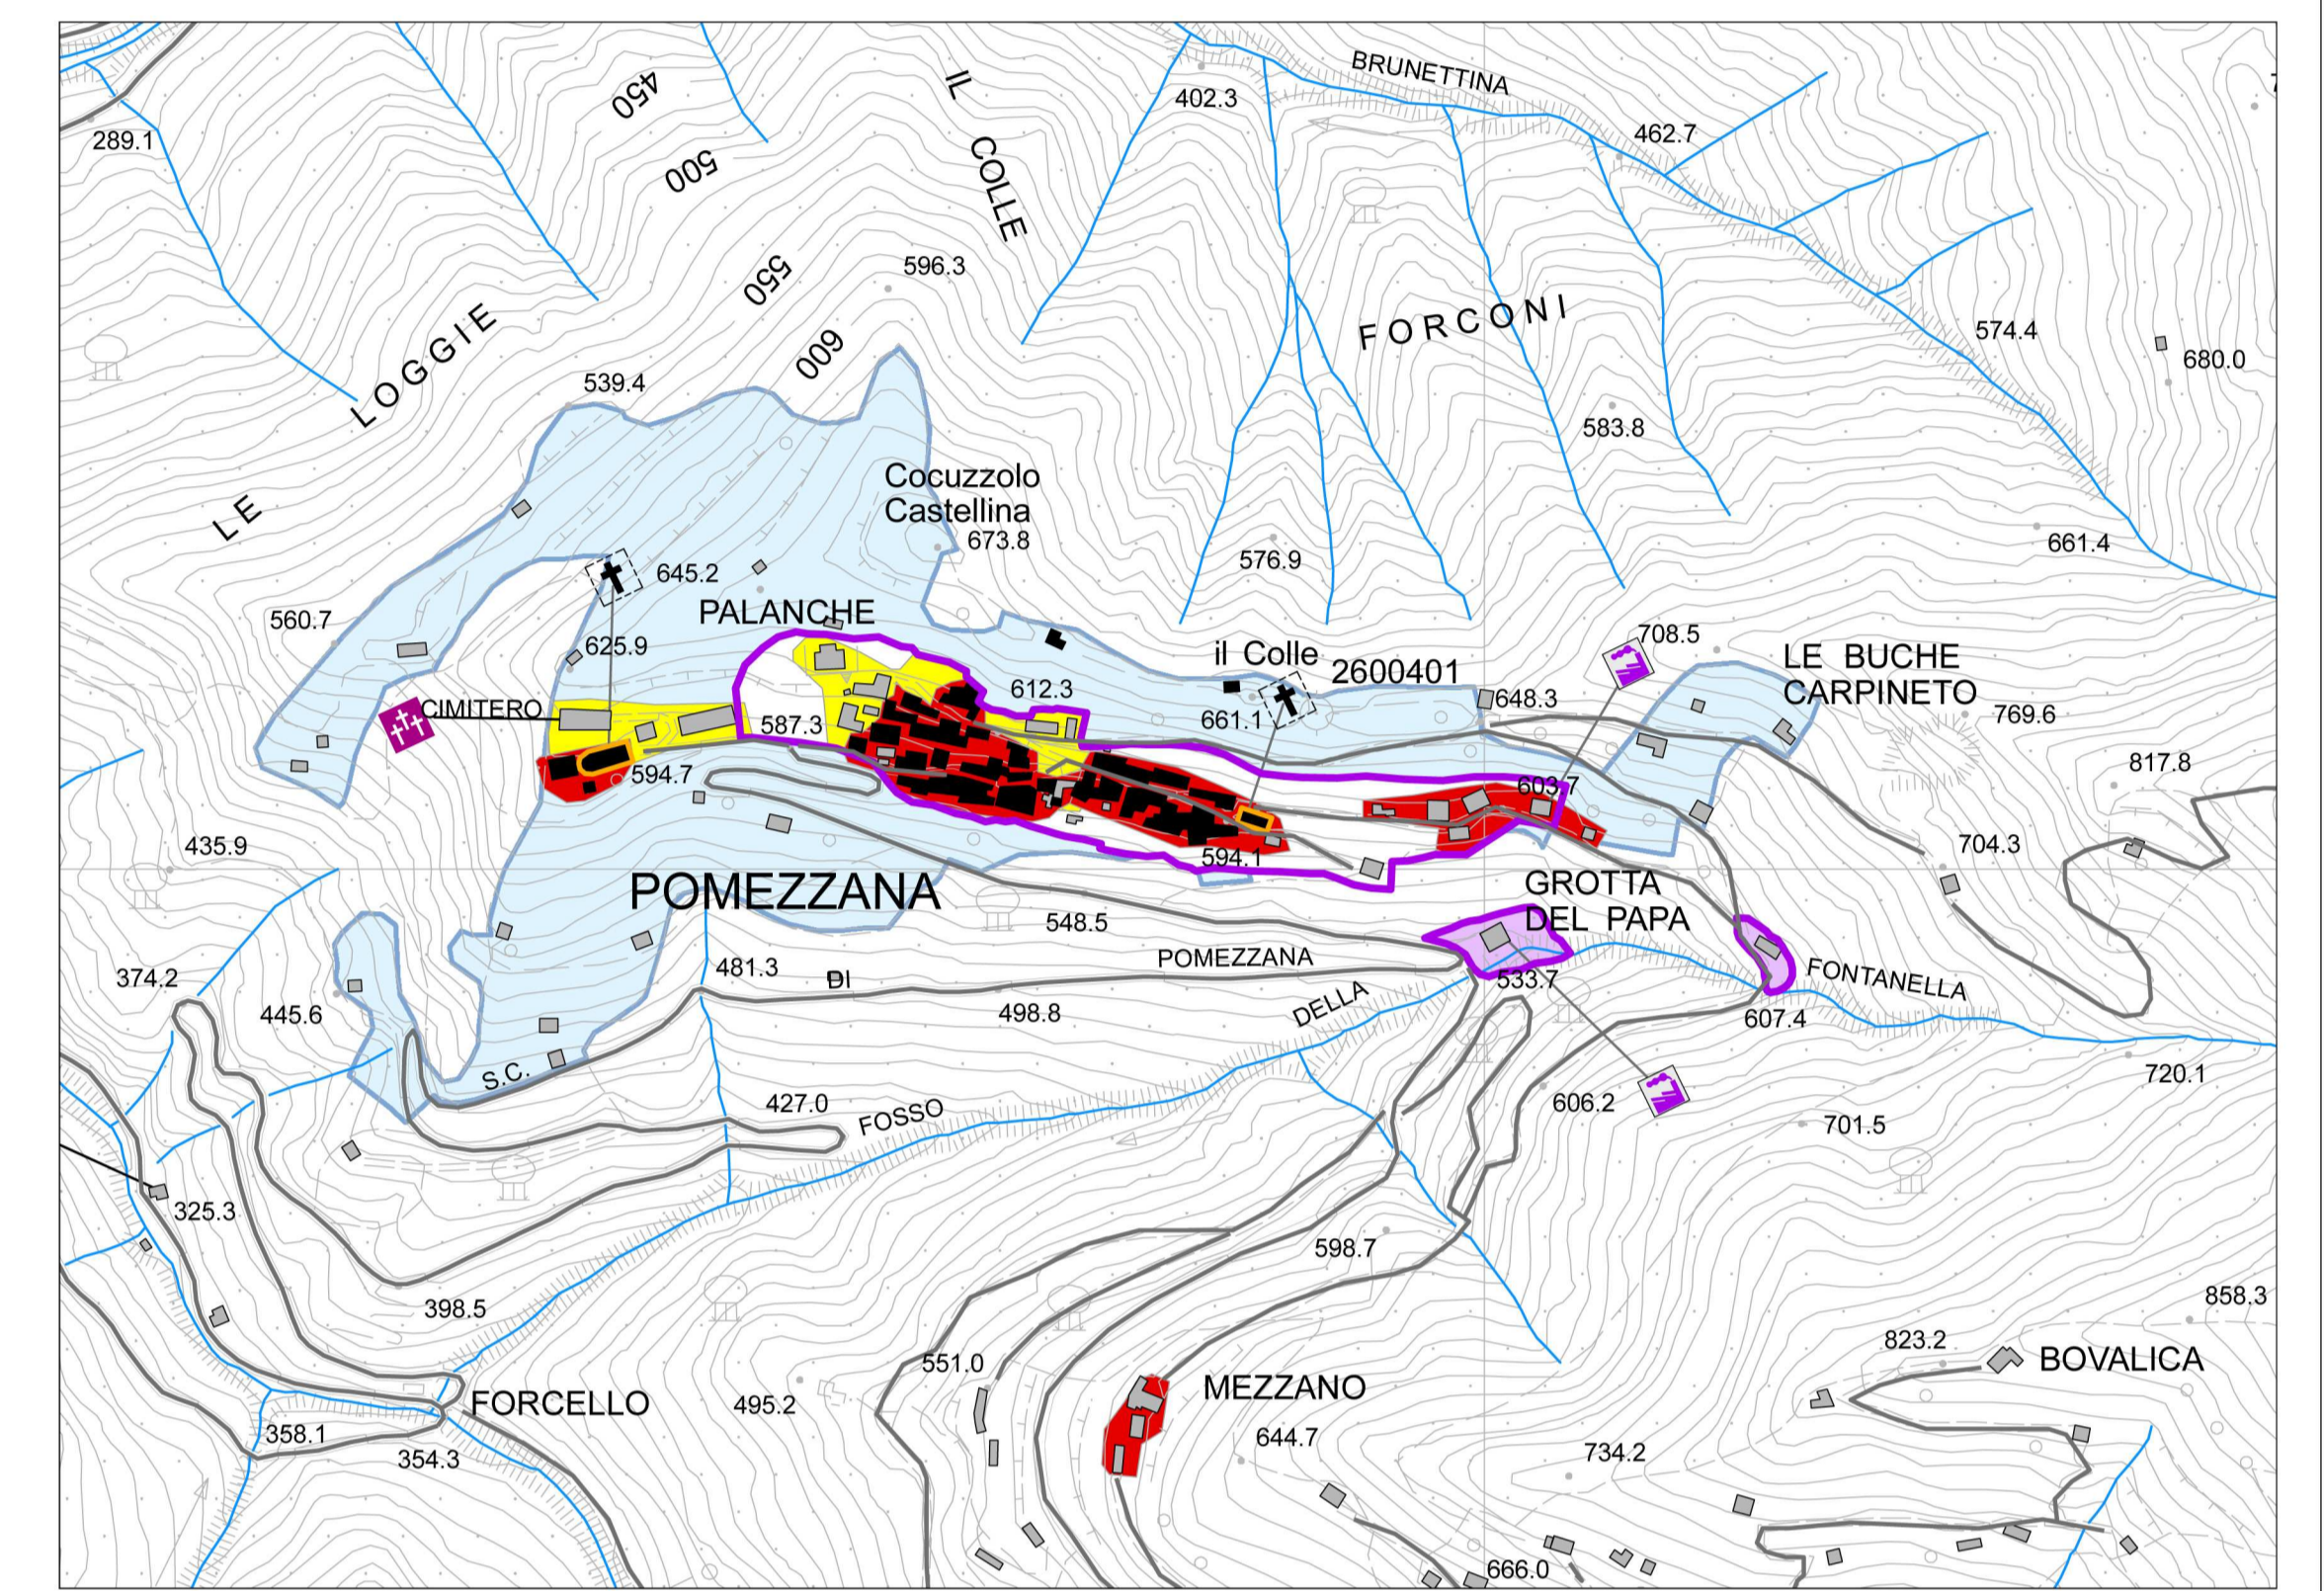 BRUNETTINA
IL
COLLE
450
402.3
462.7
289.1
500
596.3
550
FORCONI
574.4
680.0
LOGGIE
600
539.4
583.8
Cocuzzolo
Castellina
673.8
LE
576.9
661.4
645.2
560.7
PALANCHE
625.9
708.5
il Colle
2600401
LE BUCHE
CARPINETO
612.3
648.3
CIMITERO
587.3
661.1
769.6
594.7
603.7
817.8
435.9
594.1
704.3
POMEZZANA
GROTTA
DEL PAPA
548.5
374.2
481.3
DI
POMEZZANA
533.7
FONTANELLA
445.6
498.8
DELLA
607.4
S.C.
427.0
FOSSO
606.2
720.1
701.5
325.3
598.7
398.5
858.3
551.0
823.2
BOVALICA
FORCELLO
495.2
MEZZANO
358.1
644.7
354.3
734.2
666.0